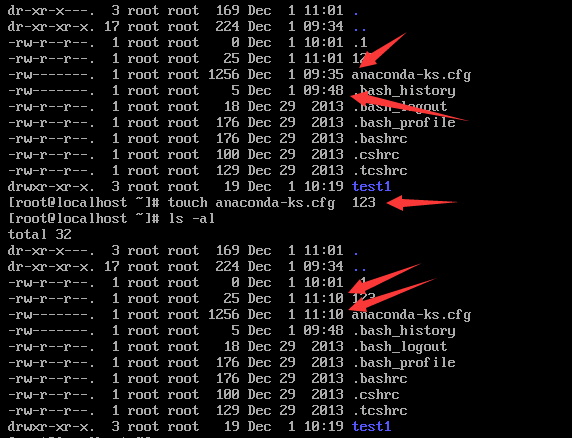 dr-xr-x---.  3 root root  169 Dec  1 11:01 .
dr-xr-xr-x. 17 root root  224 Dec  1 09:34 ..
-rw-r--r--.  1 root root    0 Dec  1 10:01 .1
-rw-r--r--.  1 root root   25 Dec  1 11:01 123
-rw-------.  1 root root 1256 Dec  1 09:35 anaconda-ks.cfg
-rw-------.  1 root root    5 Dec  1 09:48 .bash_history
-rw-r--r--.  1 root root   18 Dec 29  2013 .bash_logout
-rw-r--r--.  1 root root  176 Dec 29  2013 .bash_profile
-rw-r--r--.  1 root root  176 Dec 29  2013 .bashrc
-rw-r--r--.  1 root root  100 Dec 29  2013 .cshrc
-rw-r--r--.  1 root root  129 Dec 29  2013 .tcshrc
drwxr-xr-x.  3 root root   19 Dec  1 10:19 test1
[root@localhost ~]# touch anaconda-ks.cfg  123
[root@localhost ~]# ls -al
total 32
dr-xr-x---.  3 root root  169 Dec  1 11:01 .
dr-xr-xr-x. 17 root root  224 Dec  1 09:34 ..
-rw-r--r--.  1 root root    0 Dec  1 10:01 .1
-rw-r--r--.  1 root root   25 Dec  1 11:10 123
-rw-------.  1 root root 1256 Dec  1 11:10 anaconda-ks.cfg
-rw-------.  1 root root    5 Dec  1 09:48 .bash_history
-rw-r--r--.  1 root root   18 Dec 29  2013 .bash_logout
-rw-r--r--.  1 root root  176 Dec 29  2013 .bash_profile
-rw-r--r--.  1 root root  176 Dec 29  2013 .bashrc
-rw-r--r--.  1 root root  100 Dec 29  2013 .cshrc
-rw-r--r--.  1 root root  129 Dec 29  2013 .tcshrc
drwxr-xr-x.  3 root root   19 Dec  1 10:19 test1